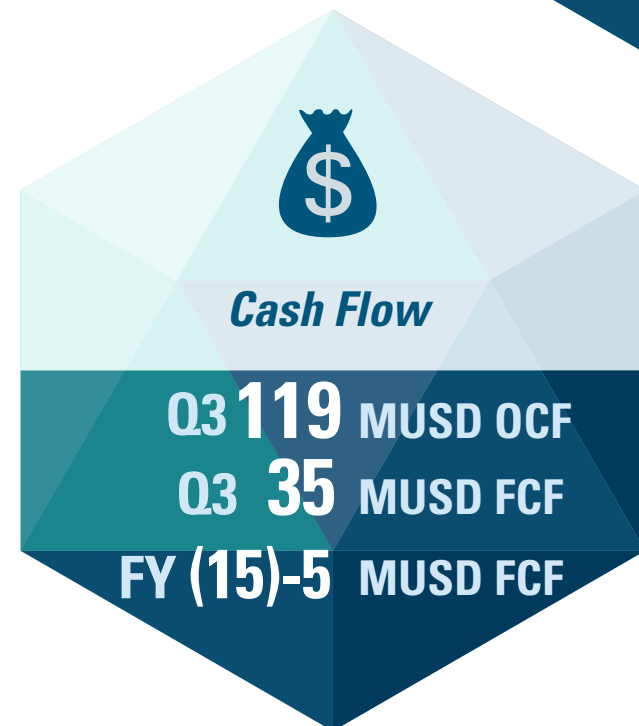 $
Cash Flow
Q3 119 MUSD OCF
Q3 35 MUSD FCF
FY (15)-5 MUSD FCF